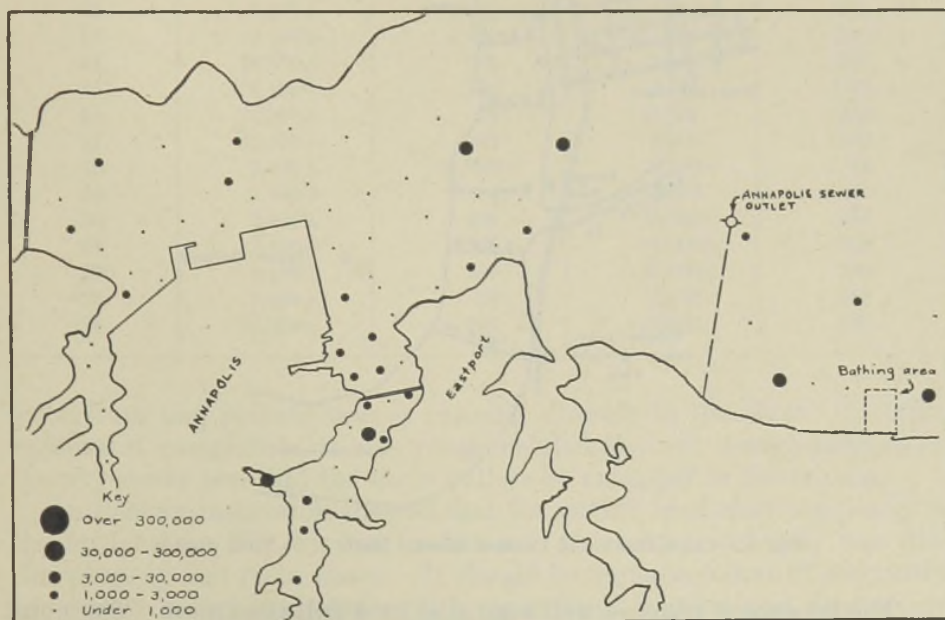 ANNAPOLIS SEWER
OUTLET
Bathing area
ANNAPOLIS
Eastport
Key
Over 300,000
30,000 - 300,000
3,000 - 30,000
1,000 - 3,000
Under 1,000